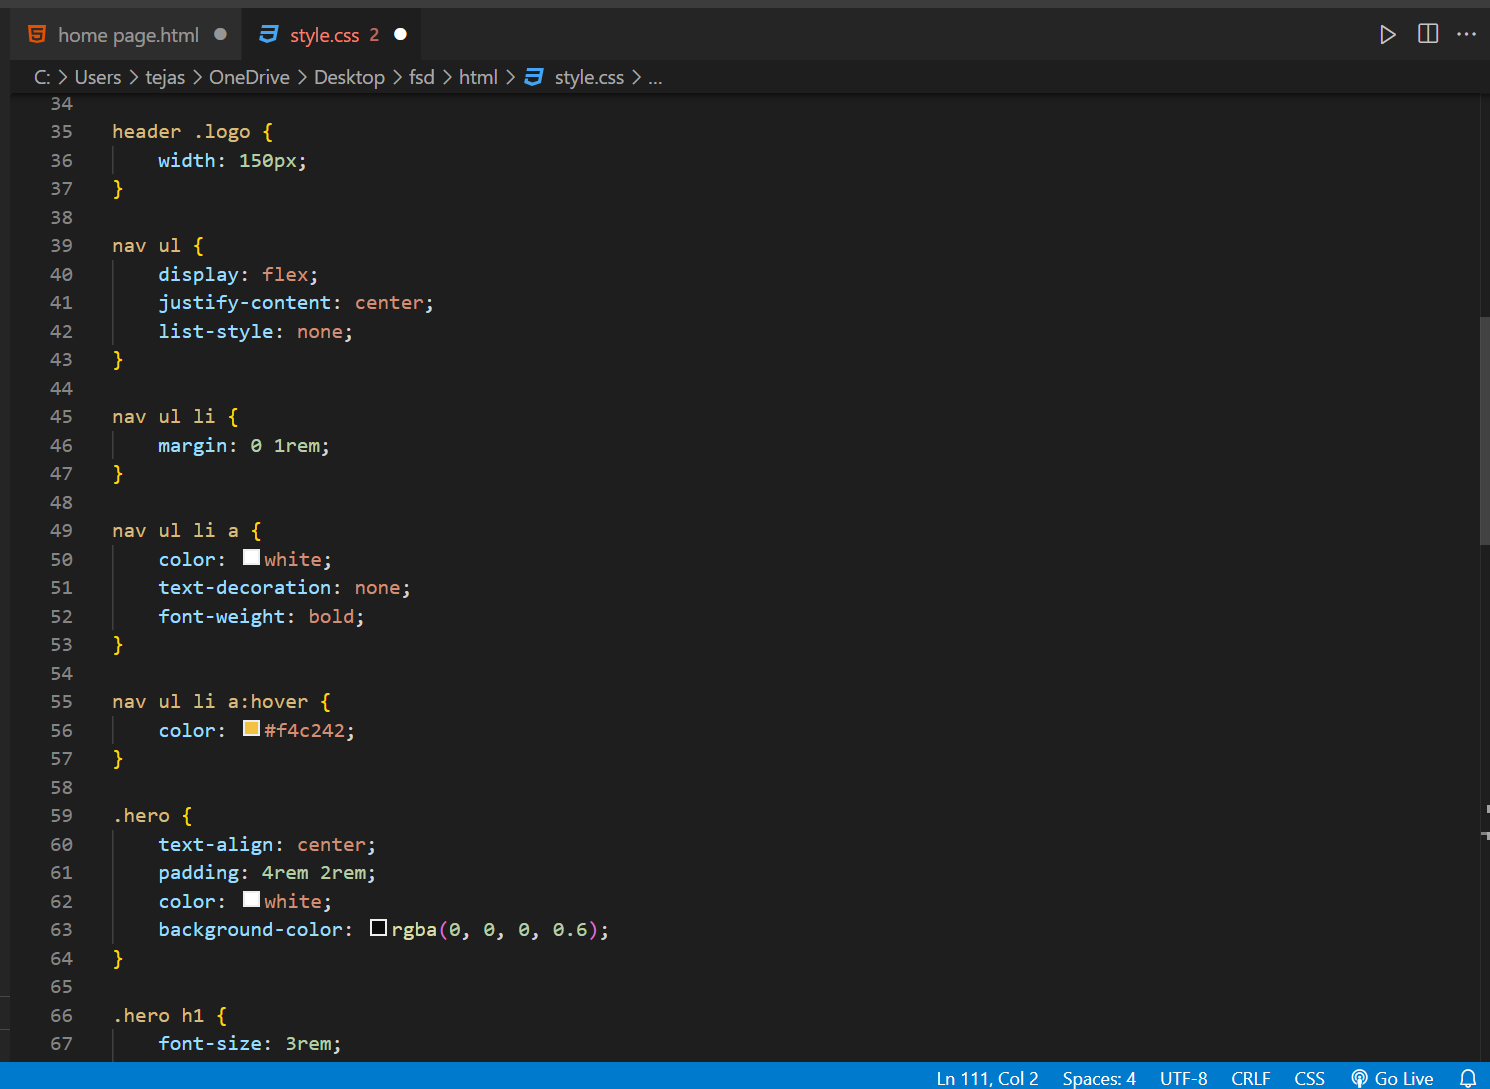 home page.html
style.css 2
C: > Users > tejas > OneDrive > Desktop > fsd > html > style.css > ...
34
35 header .logo {
36     width: 150px;
37 }
38
39 nav ul {
40     display: flex;
41     justify-content: center;
42     list-style: none;
43 }
44
45 nav ul li {
46     margin: 0 1rem;
47 }
48
49 nav ul li a {
50     color: white;
51     text-decoration: none;
52     font-weight: bold;
53 }
54
55 nav ul li a:hover {
56     color: #f4c242;
57 }
58
59 .hero {
60     text-align: center;
61     padding: 4rem 2rem;
62     color: white;
63     background-color: rgba(0, 0, 0, 0.6);
64 }
65
66 .hero h1 {
67     font-size: 3rem;
Ln 111, Col 2 Spaces: 4 UTF-8 CRLF CSS Go Live